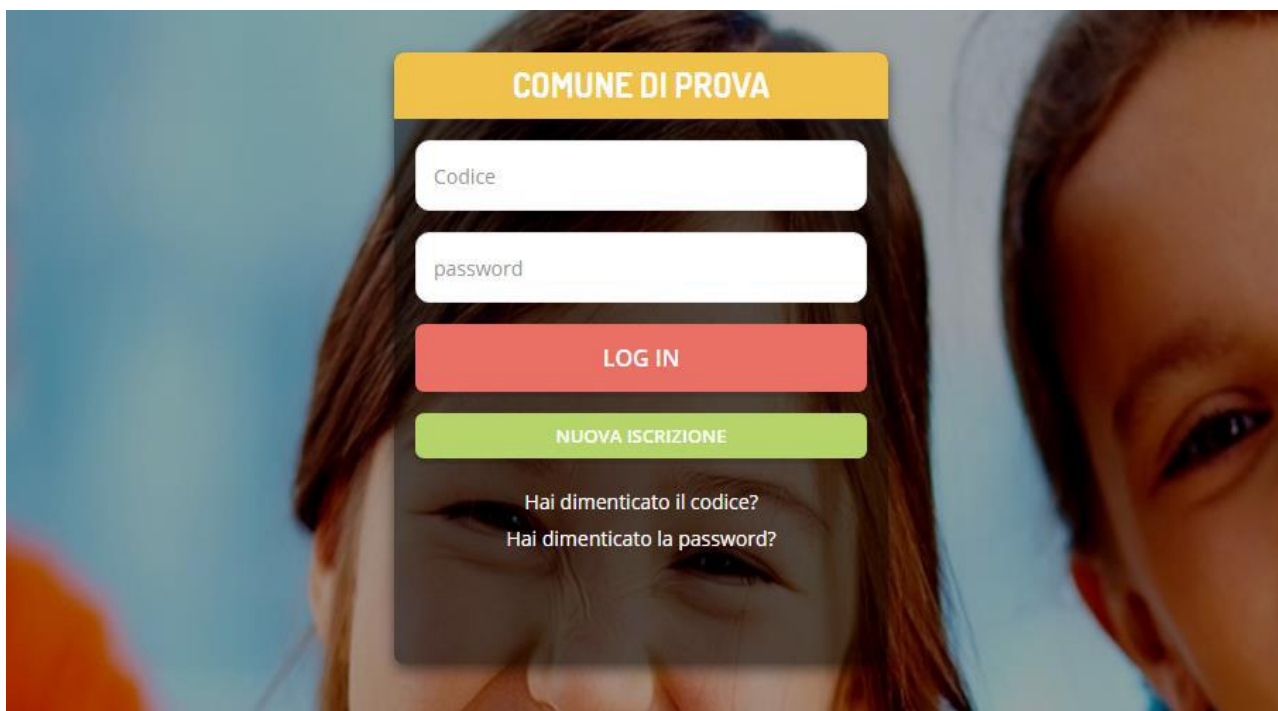 COMUNE DI PROVA
Codice
password
LOG IN
NUOVA ISCRIZIONE
Hai dimenticato il codice?
Hai dimenticato la password?